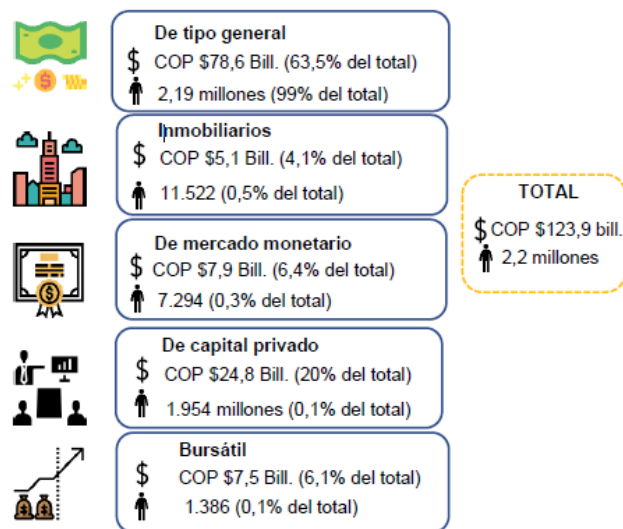 De tipo general
$ COP $78,6 Bill. (63,5% del total)
2,19 millones (99% del total)
Inmobiliarios
$ COP $5,1 Bill. (4,1% del total)
11.522 (0,5% del total)
De mercado monetario
$ COP $7,9 Bill. (6,4% del total)
7.294 (0,3% del total)
De capital privado
$ COP $24,8 Bill. (20% del total)
1.954 millones (0,1% del total)
Bursátil
$ COP $7,5 Bill. (6,1% del total)
1.386 (0,1% del total)
TOTAL
$ COP $123,9 bill.
2,2 millones